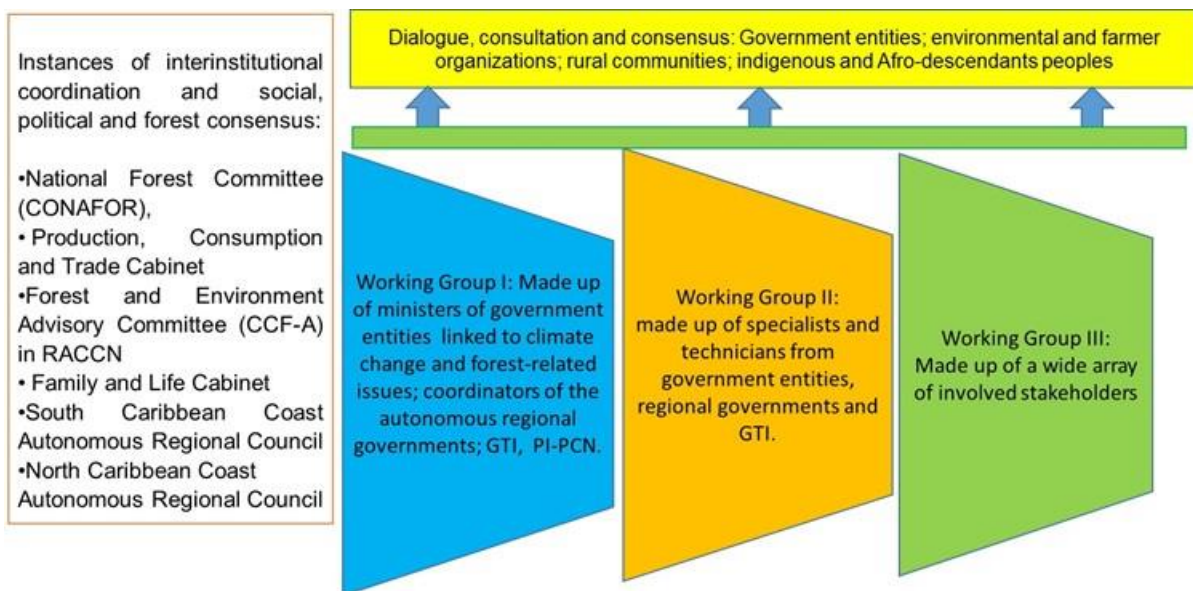 Instances of interinstitutional
coordination and social,
political and forest consensus:
•National Forest Committee
(CONAFOR),
• Production, Consumption
and Trade Cabinet
•Forest and Environment
Advisory Committee (CCF-A)
in RACCN
• Family and Life Cabinet
•South Caribbean Coast
Autonomous Regional Council
•North Caribbean Coast
Autonomous Regional Council
Dialogue, consultation and consensus: Government entities; environmental and farmer
organizations; rural communities; indigenous and Afro-descendants peoples
Working Group I: Made up
of ministers of government
entities linked to climate
change and forest-related
issues; coordinators of the
autonomous regional
governments; GTI, PI-PCN.
Working Group II:
made up of specialists and
technicians from
government entities,
regional governments and
GTI.
Working Group III:
Made up of a wide array
of involved stakeholders